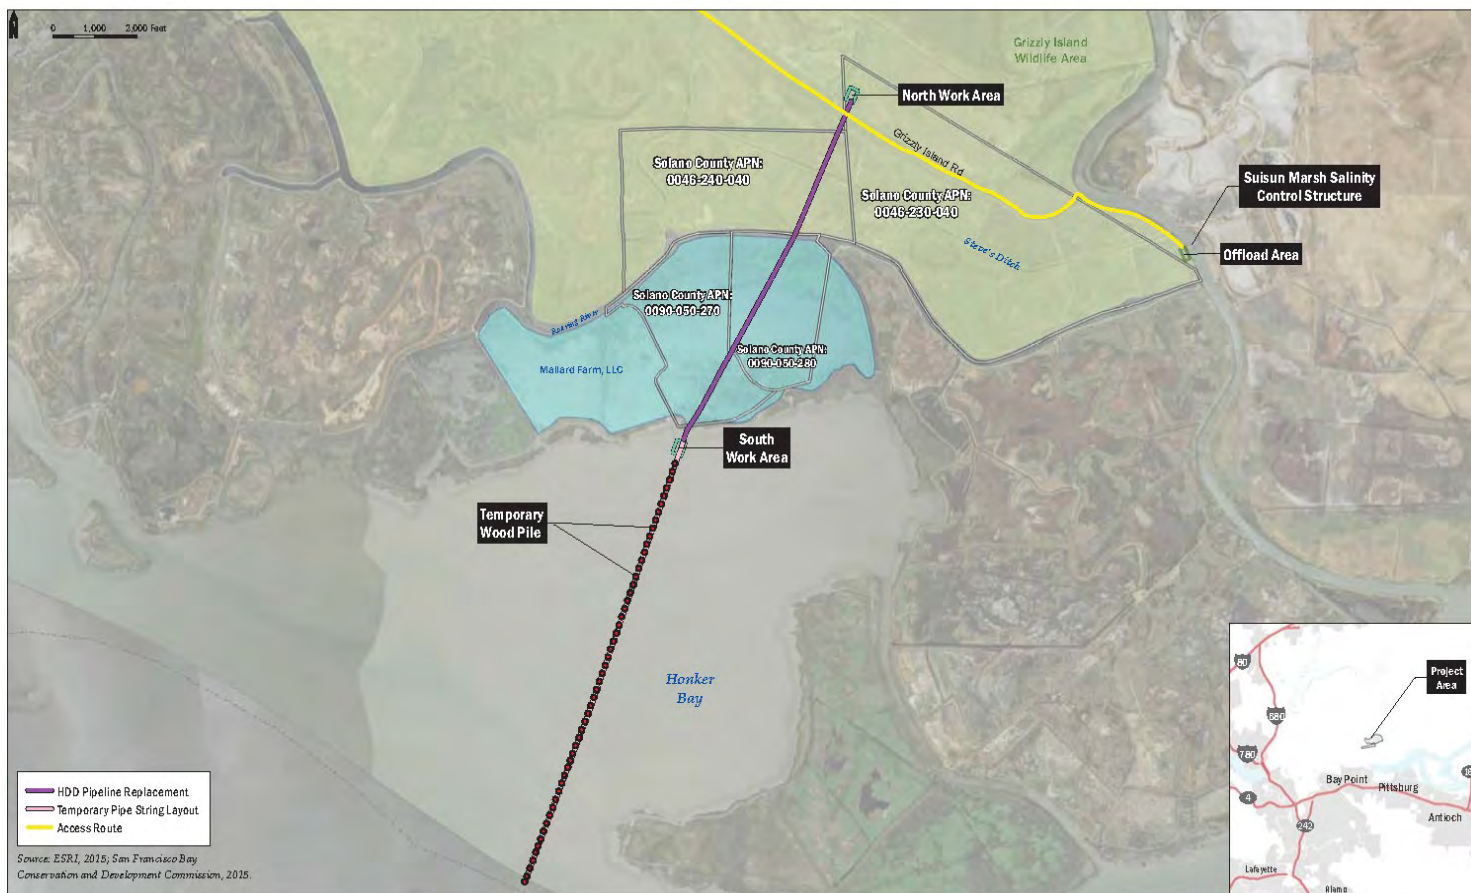 0 1,000 2,000 Feet
Grizzly Island
Wildlife Area
North Work Area
Grizzly Island Rd
Solano County APN:
0046-240-040
Solano County APN:
0046-230-040
Suisun Marsh Salinity
Control Structure
Steve's Ditch
Offload Area
Solano County APN:
0090-050-270
Roaring River
Solano County APN:
0090-050-280
Mallard Farm, LLC
South
Work Area
Temporary
Wood Pile
Honker
Bay
HDD Pipeline Replacement
Temporary Pipe String Layout
Access Route
Source: ESRI, 2015; San Francisco Bay
Conservation and Development Commission, 2015.
80
Project
Area
680
780
Bay Point
Pittsburg
4
242
Antioch
Lafayette
Alamo